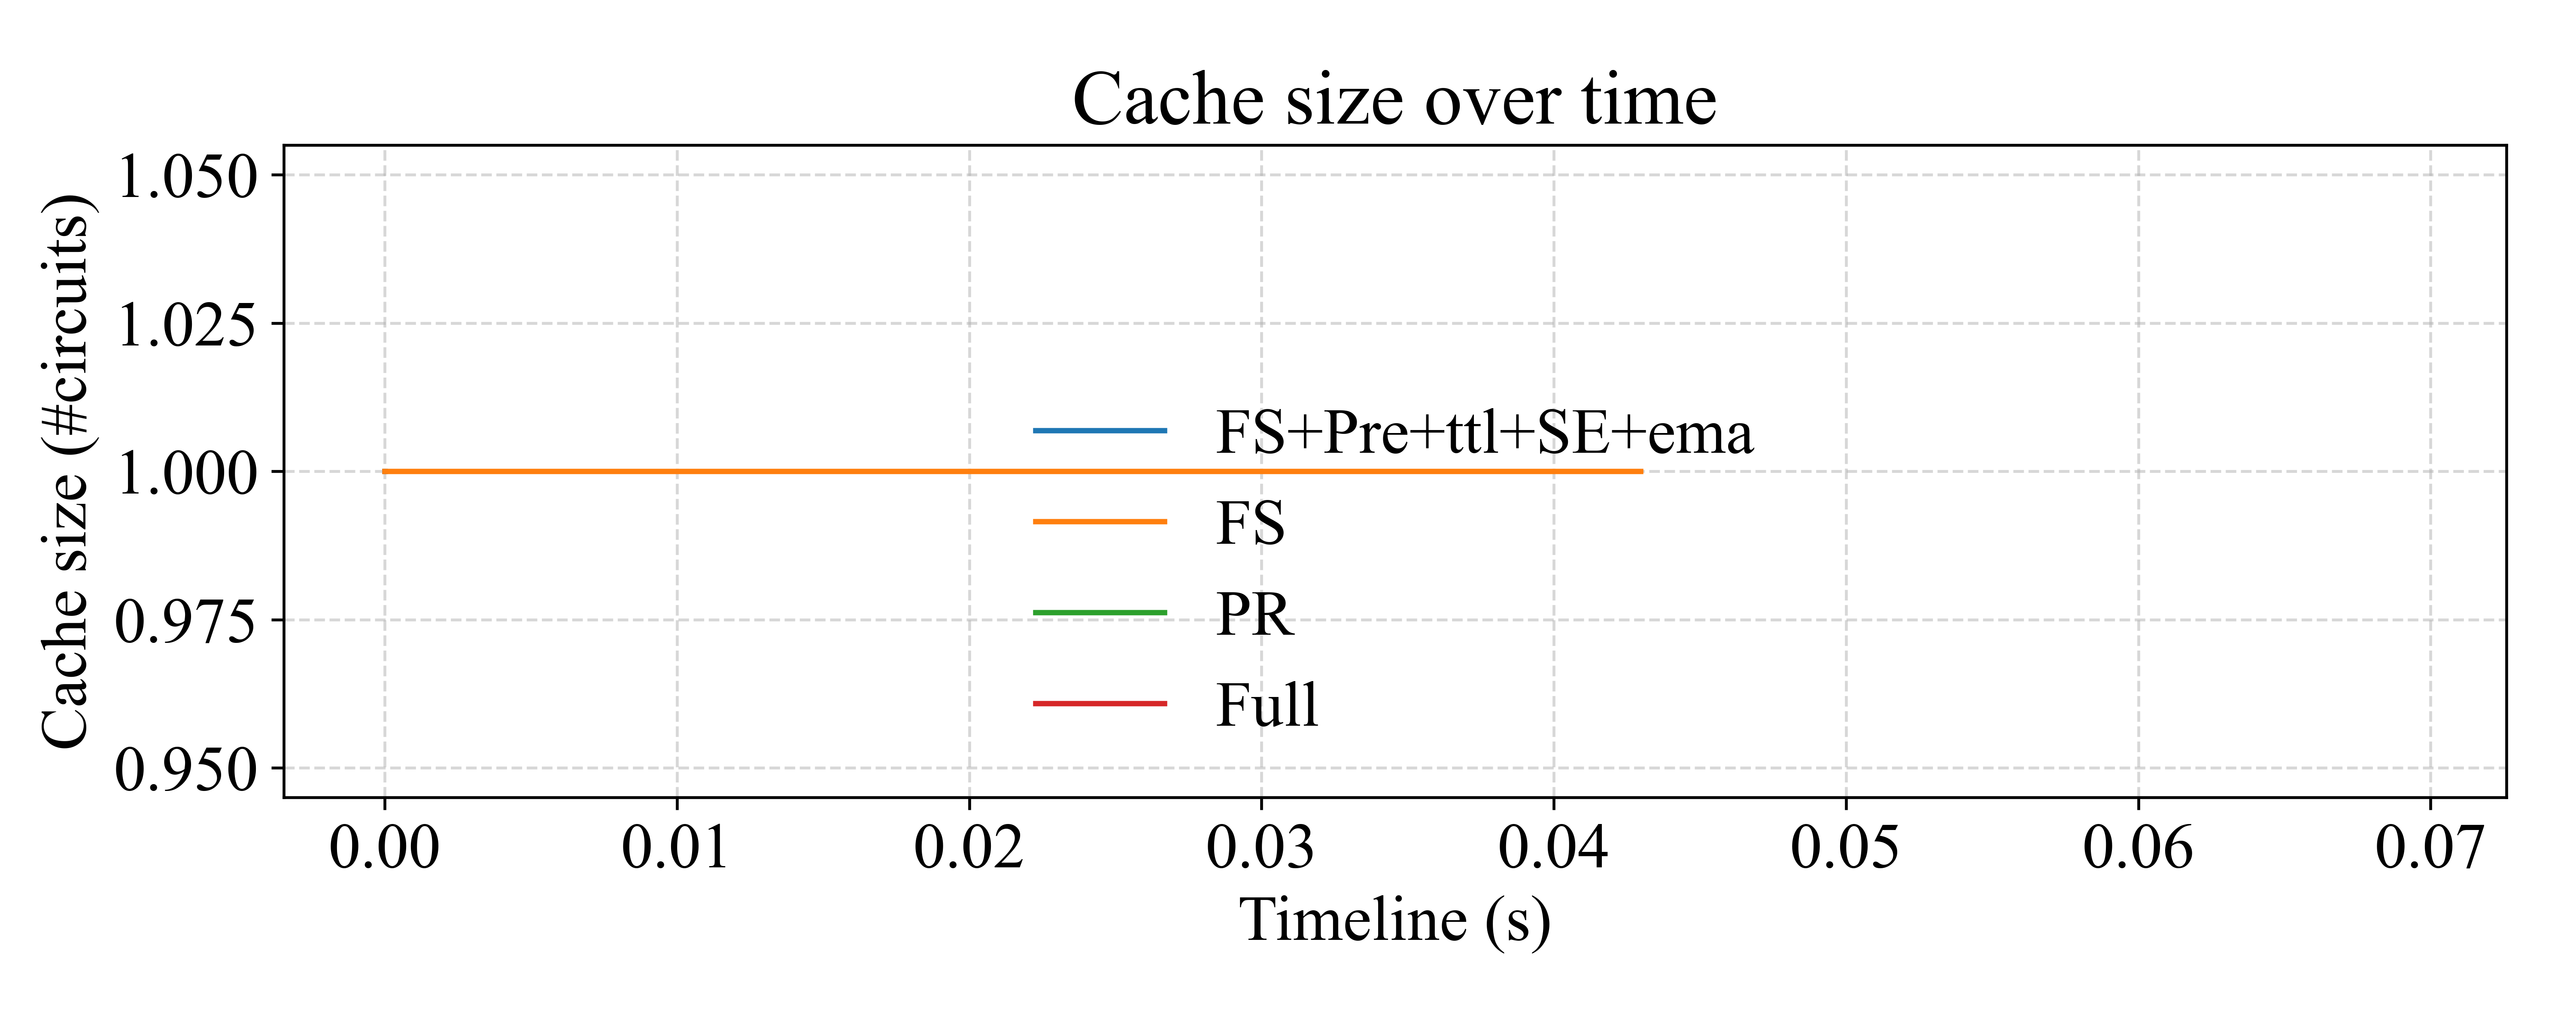 Cache size over time
Cache size (#circuits)
1.050
1.025
1.000
0.975
0.950
FS+Pre+ttl+SE+ema
FS
PR
Full
0.00 0.01 0.02 0.03 0.04 0.05 0.06 0.07
Timeline (s)